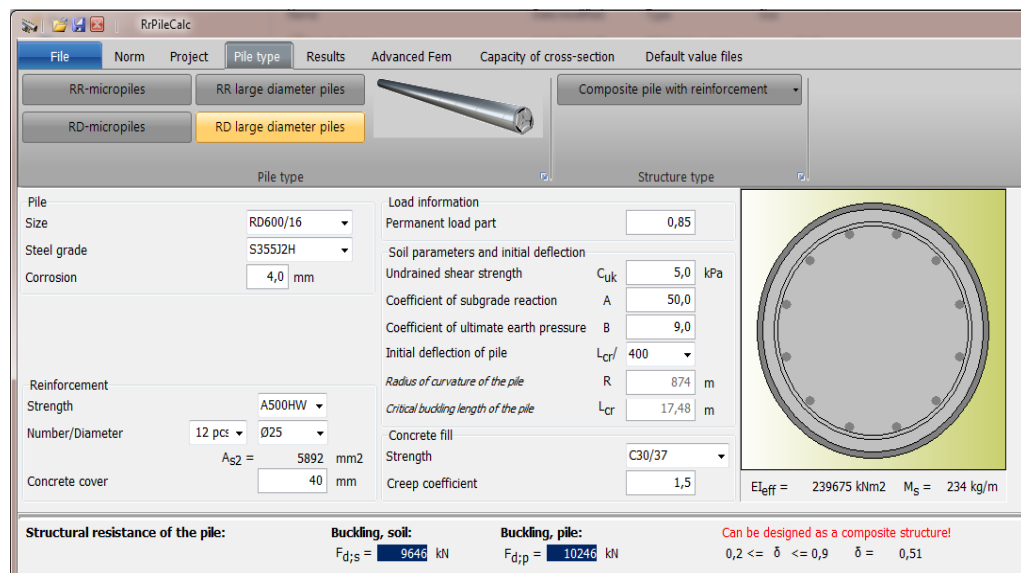 RrPileCalc
File Norm Project Pile type Results Advanced Fem Capacity of cross-section Default value files
RR-micropiles RR large diameter piles Composite pile with reinforcement
RD-micropiles RD large diameter piles
Pile type Structure type
Pile
Size RD600/16
Steel grade S355J2H
Corrosion 4,0 mm
Reinforcement
Strength A500HW
Number/Diameter 12 pcs Ø25
As2 = 5892 mm2
Concrete cover 40 mm
Load information
Permanent load part 0,85
Soil parameters and initial deflection
Undrained shear strength Cuk 5,0 kPa
Coefficient of subgrade reaction A 50,0
Coefficient of ultimate earth pressure B 9,0
Initial deflection of pile Lcr/ 400
Radius of curvature of the pile R 874 m
Critical buckling length of the pile Lcr 17,48 m
Concrete fill
Strength C30/37
Creep coefficient 1,5
EIeff = 239675 kNm2 Ms = 234 kg/m
Structural resistance of the pile: Buckling, soil: Buckling, pile: Can be designed as a composite structure!
Fd;s = 9646 kN Fd;p = 10246 kN 0,2 <= δ <= 0,9 δ = 0,51